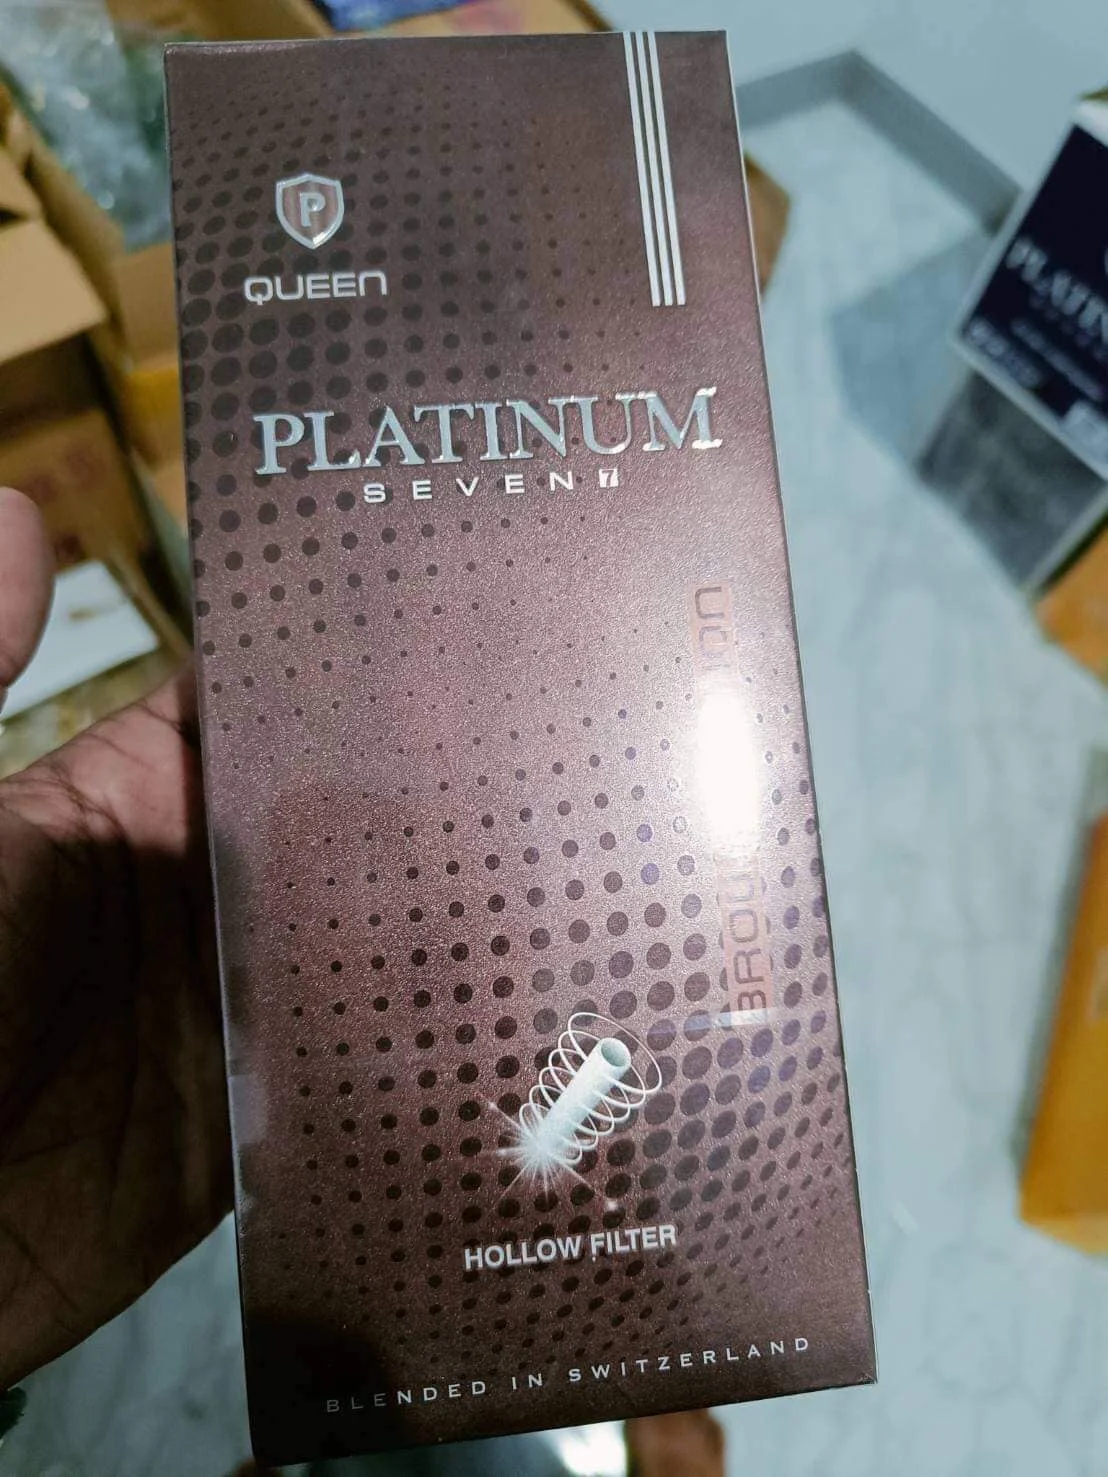 P
QUEEN
PLATINUM
SEVEN 7
HOLLOW FILTER
BLENDED IN SWITZERLAND